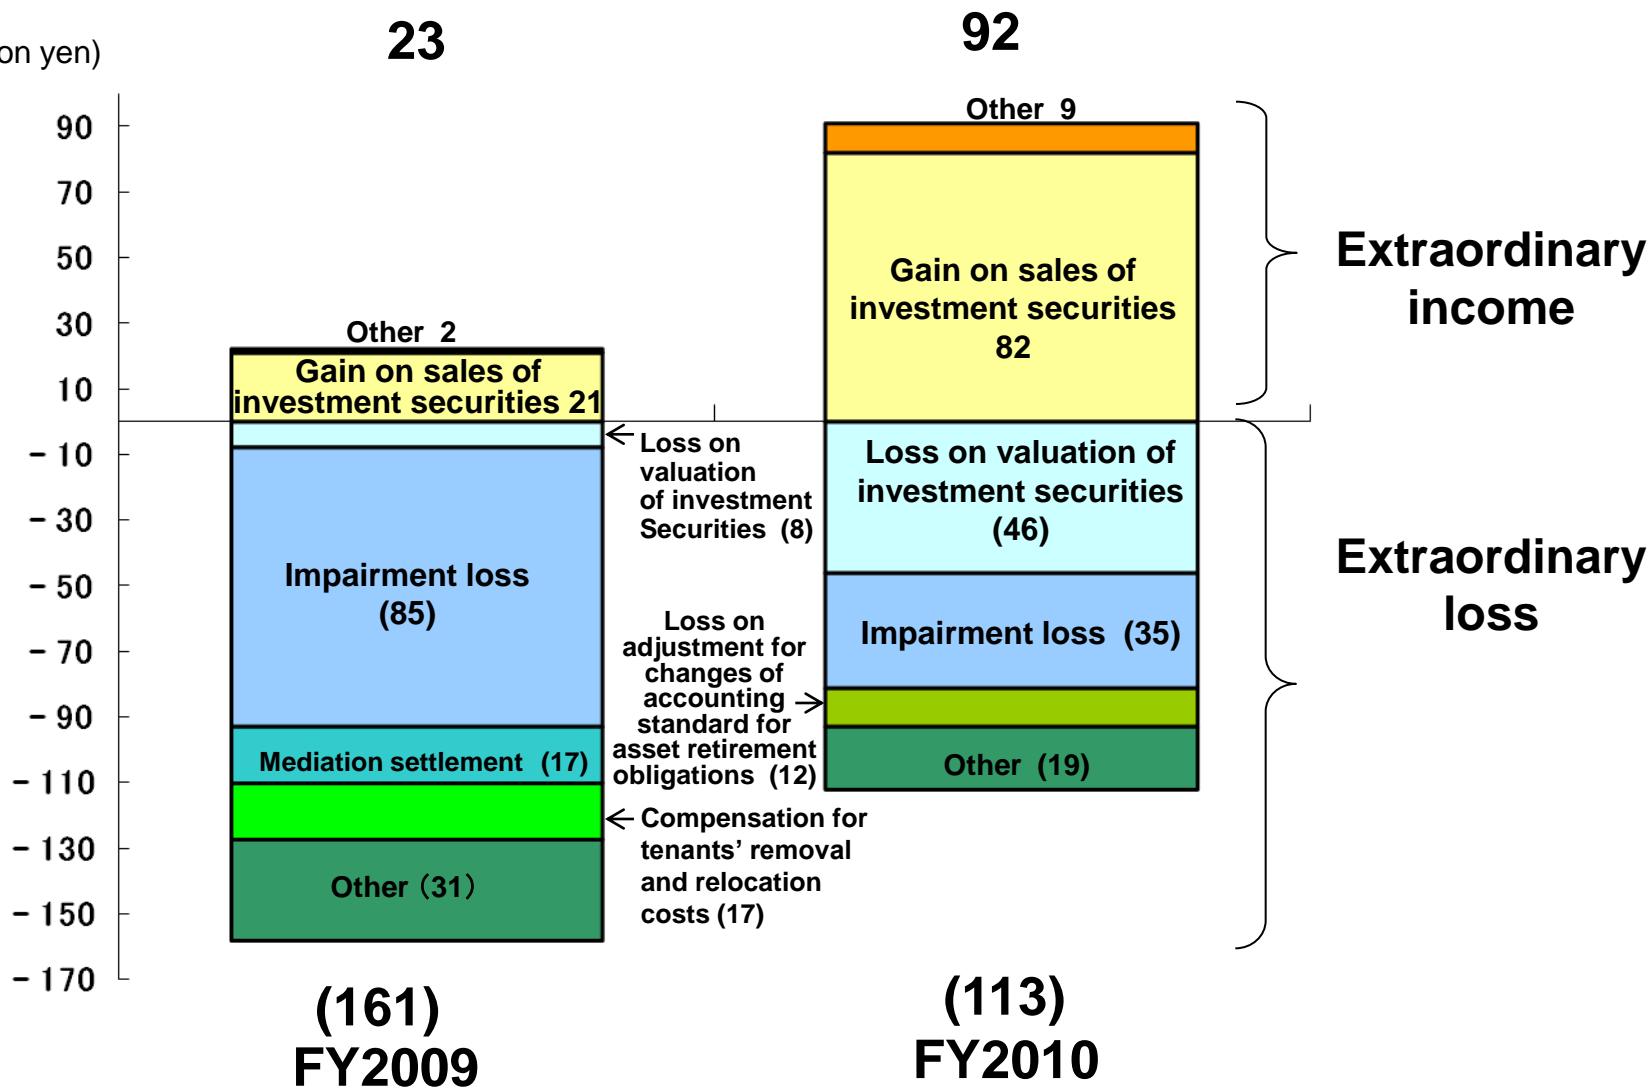 on yen)
23
92
90
70
50
30
10
-10
-30
-50
-70
-90
-110
-130
-150
-170
Other 2
Gain on sales of
investment securities 21
Loss on
valuation
of investment
Securities (8)
Impairment loss
(85)
Mediation settlement (17)
Compensation for
tenants’ removal
and relocation
costs (17)
Other (31)
(161)
FY2009
Other 9
Gain on sales of
investment securities
82
Loss on valuation of
investment securities
(46)
Impairment loss (35)
Loss on
adjustment for
changes of
accounting
standard for
asset retirement
obligations (12)
Other (19)
(113)
FY2010
Extraordinary
income
Extraordinary
loss